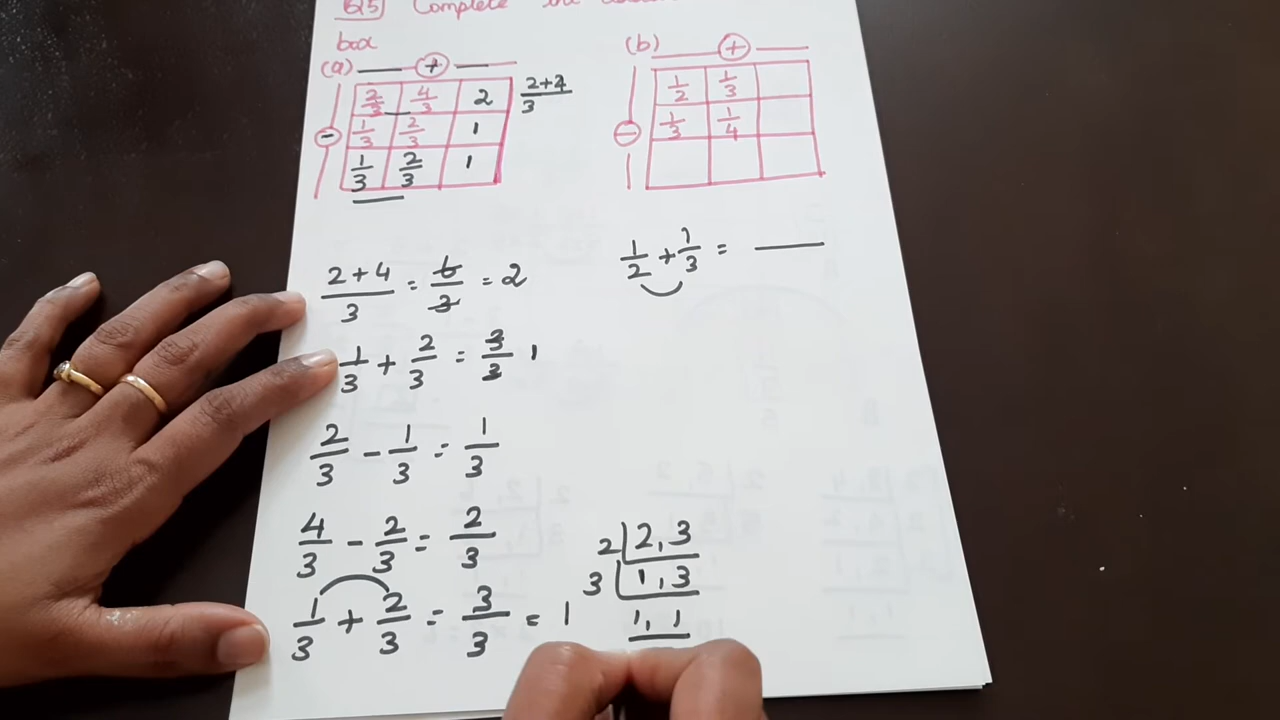 Q5 Complete the
box
(a) + 2+4/3
2/3 4/3 2
- 1/3 2/3 1
1/3 2/3 1
(b) +
1/2 1/3
- 1/3 1/4
2+4/3 = 6/3 = 2
1/3 + 2/3 = 3/3 1
2/3 - 1/3 = 1/3
4/3 - 2/3 = 2/3
1/3 + 2/3 = 3/3 = 1
1/2 + 1/3 =
2 2, 3
3 1, 3
1, 1